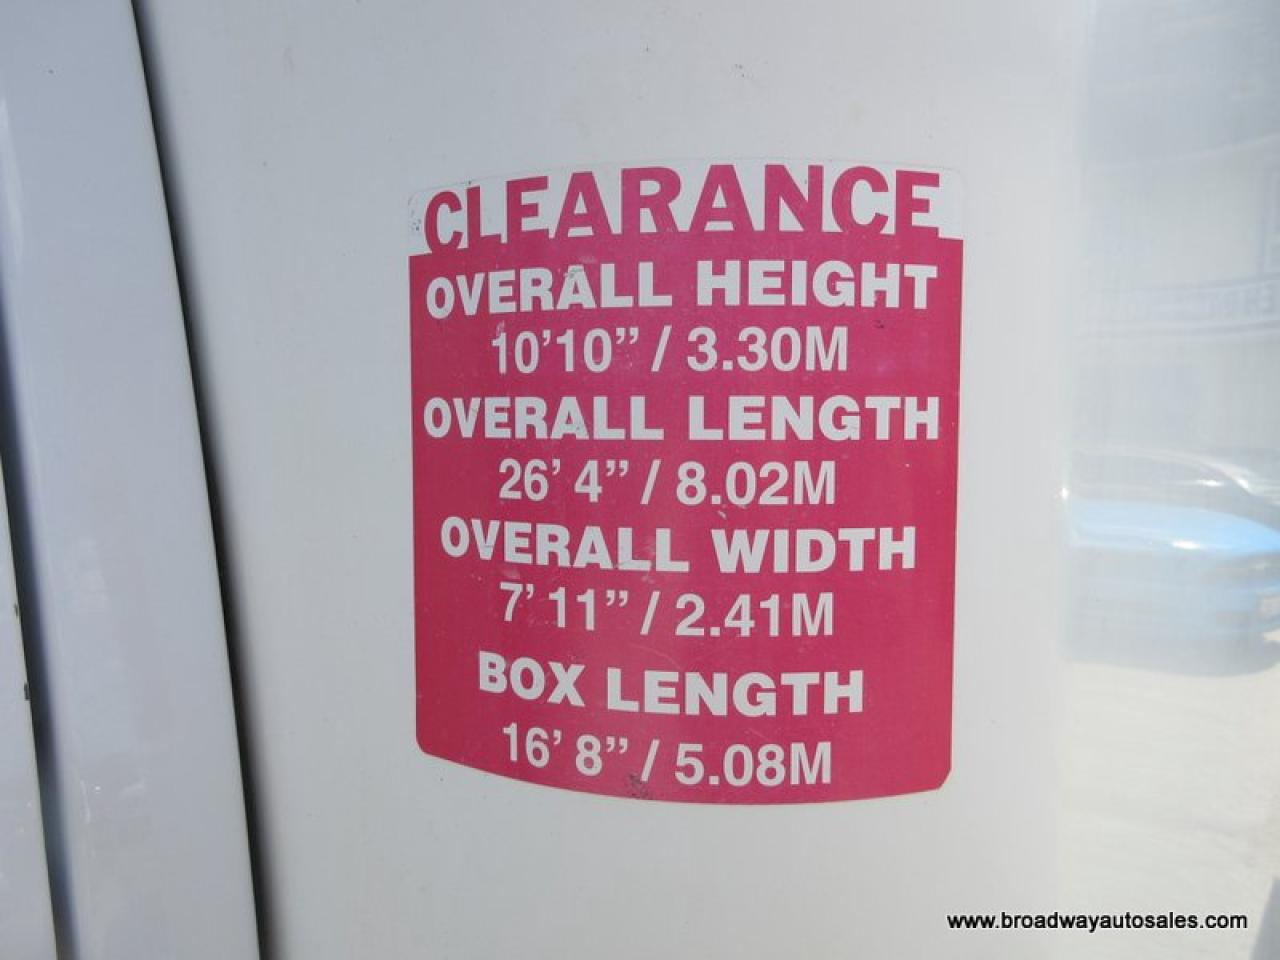 CLEARANCE
OVERALL HEIGHT
10'10" / 3.30M
OVERALL LENGTH
26' 4" / 8.02M
OVERALL WIDTH
7' 11" / 2.41M
BOX LENGTH
16' 8" / 5.08M
www.broadwayautosales.com